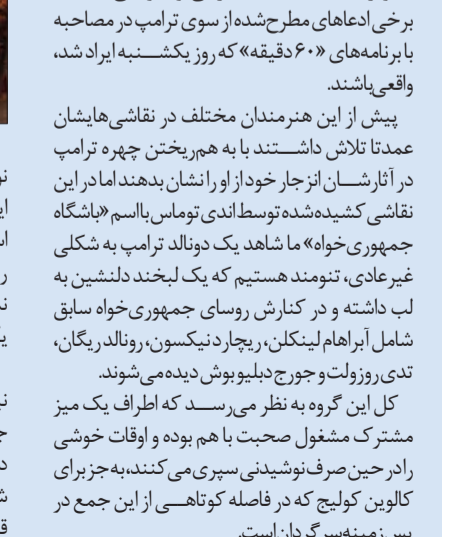 برخی ادعاهای مطرح‌شده از سوی ترامپ در مصاحبه
با برنامه‌های «۶۰ دقیقه» که روز یکشنبه ایراد شد،
واقعی باشند.
پیش از این هنرمندان مختلف در نقاشی‌هایشان
عمدتا تلاش داشتند با به هم‌ریختن چهره ترامپ
در آثارشان انزجار خود از او را نشان بدهند اما در این
نقاشی کشیده‌شده توسط اندی توماس با اسم «باشگاه
جمهوری‌خواه» ما شاهد یک دونالد ترامپ به شکلی
غیرعادی، تنومند هستیم که یک لبخند دلنشین به
لب داشته و در کنارش روسای جمهوری‌خواه سابق
شامل آبراهام لینکلن، ریچارد نیکسون، رونالد ریگان،
تدی روزولت و جورج دبلیو بوش دیده می‌شوند.
کل این گروه به نظر می‌رسد که اطراف یک میز
مشترک مشغول صحبت با هم بوده و اوقات خوشی
را در حین صرف نوشیدنی سپری می‌کنند، به جز برای
کالوین کولیج که در فاصله کوتاهی از این جمع در
پس‌زمینه سرگردان است.